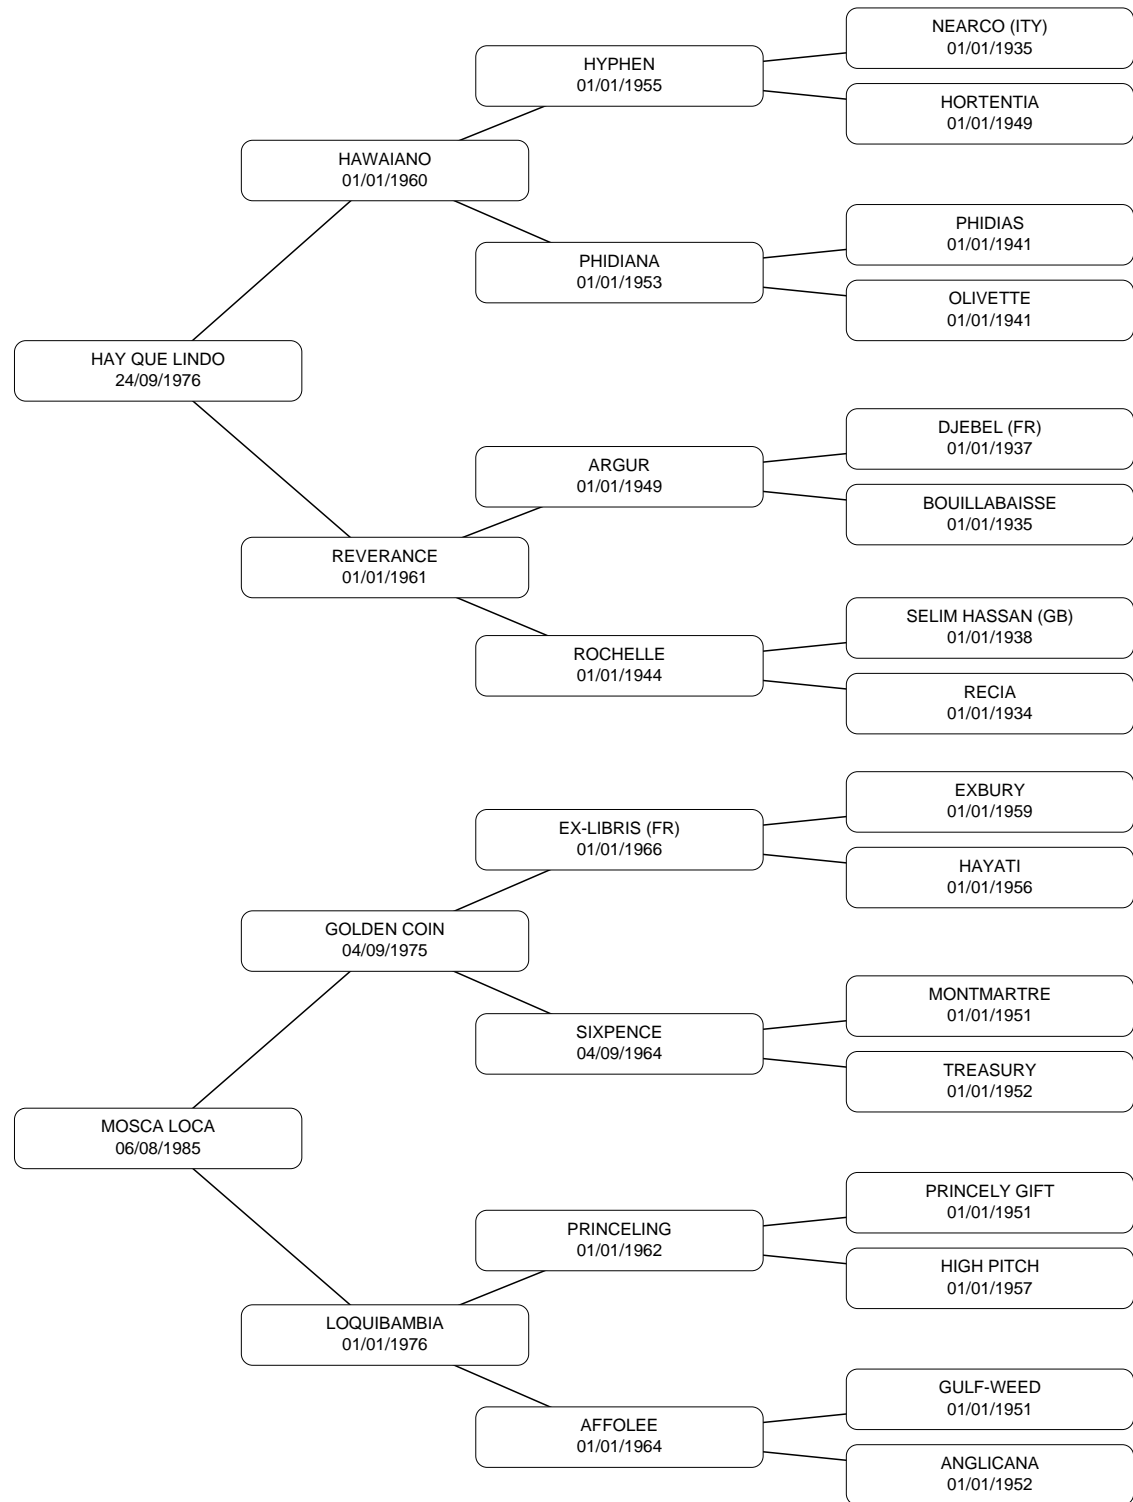 NEARCO (ITY)
01/01/1935
HYPHEN
01/01/1955
HORTENTIA
01/01/1949
HAWAIANO
01/01/1960
PHIDIAS
01/01/1941
PHIDIANA
01/01/1953
OLIVETTE
01/01/1941
HAY QUE LINDO
24/09/1976
DJEBEL (FR)
01/01/1937
ARGUR
01/01/1949
BOUILLABAISSE
01/01/1935
REVERANCE
01/01/1961
SELIM HASSAN (GB)
01/01/1938
ROCHELLE
01/01/1944
RECIA
01/01/1934
EXBURY
01/01/1959
EX-LIBRIS (FR)
01/01/1966
HAYATI
01/01/1956
GOLDEN COIN
04/09/1975
MONTMARTRE
01/01/1951
SIXPENCE
04/09/1964
TREASURY
01/01/1952
MOSCA LOCA
06/08/1985
PRINCELY GIFT
01/01/1951
PRINCELING
01/01/1962
HIGH PITCH
01/01/1957
LOQUIBAMBIA
01/01/1976
GULF-WEED
01/01/1951
AFFOLEE
01/01/1964
ANGLICANA
01/01/1952